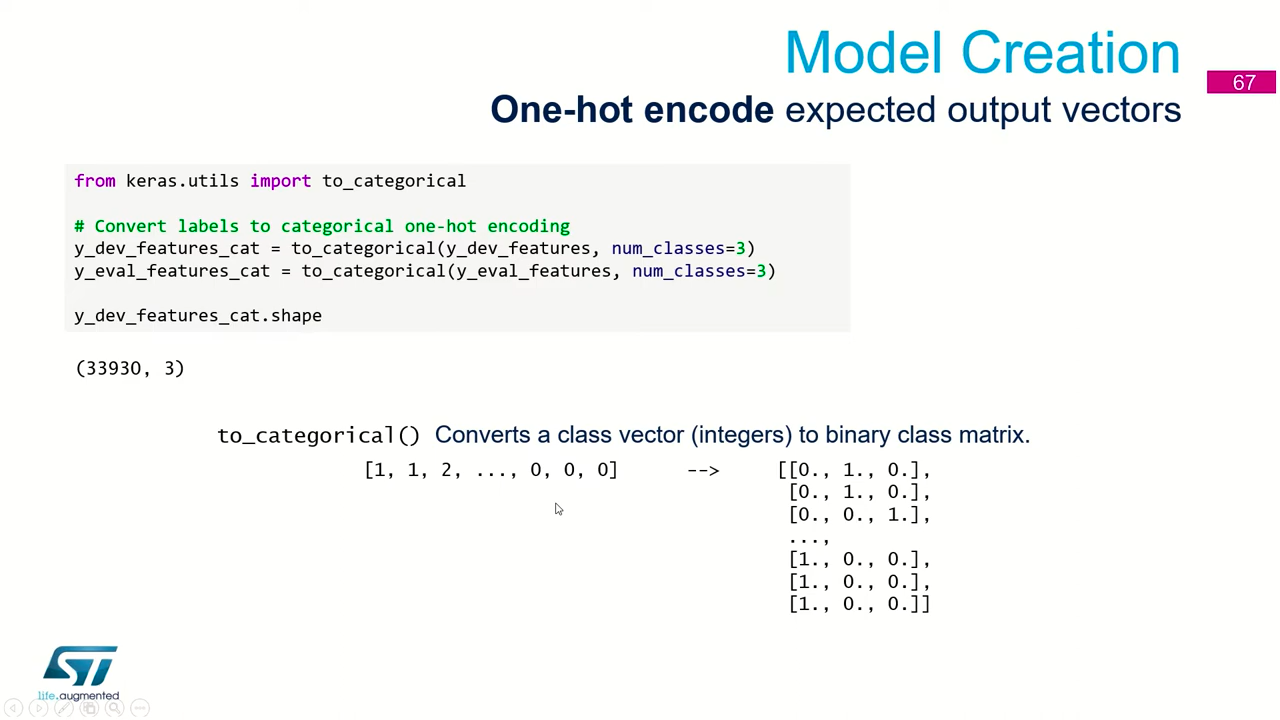 Model Creation
67
One-hot encode expected output vectors
from keras.utils import to_categorical
# Convert labels to categorical one-hot encoding
y_dev_features_cat = to_categorical(y_dev_features, num_classes=3)
y_eval_features_cat = to_categorical(y_eval_features, num_classes=3)
y_dev_features_cat.shape
(33930, 3)
to_categorical() Converts a class vector (integers) to binary class matrix.
[1, 1, 2, ..., 0, 0, 0] --> [[0., 1., 0.],
[0., 1., 0.],
[0., 0., 1.],
...,
[1., 0., 0.],
[1., 0., 0.],
[1., 0., 0.]]
ST
life.augmented